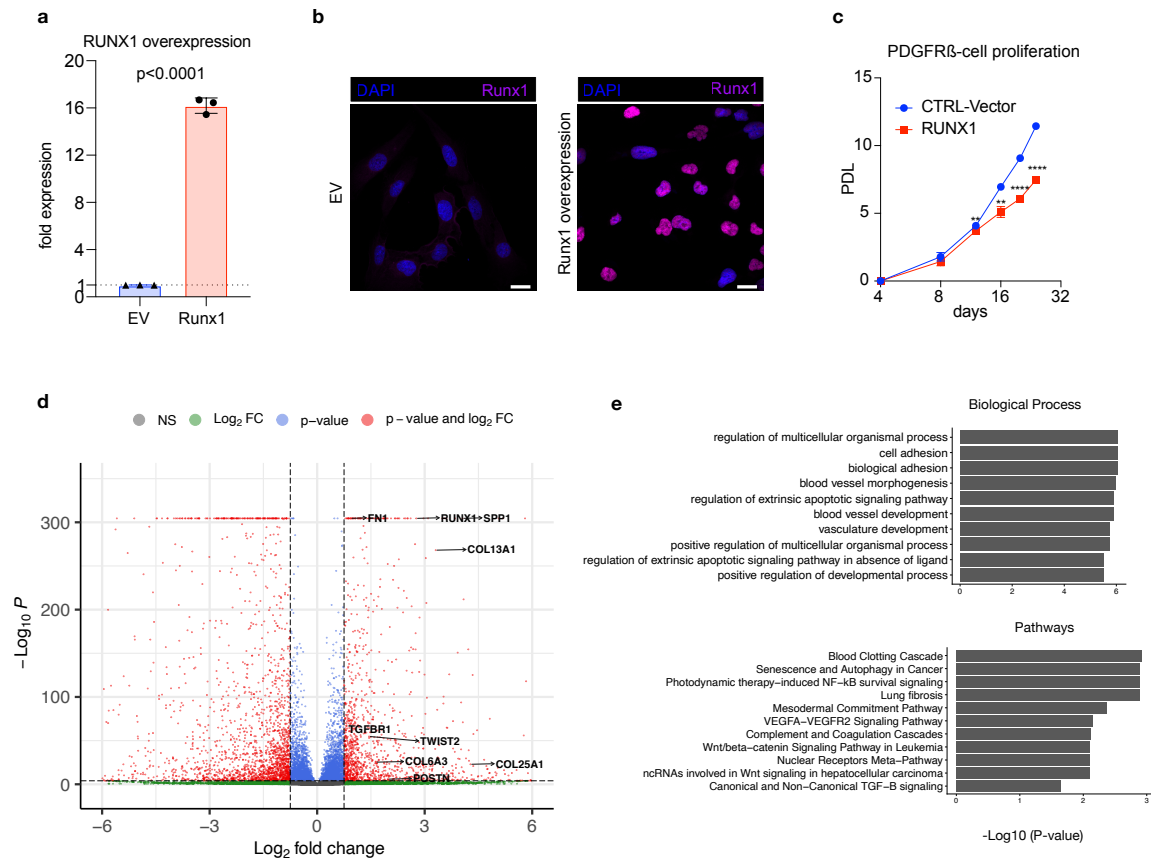 a
RUNX1 overexpression
p<0.0001
fold expression
20
16
12
8
4
1
0
EV
Runx1
b
DAPI
Runx1
EV
DAPI
Runx1
Runx1 overexpression
c
PDGFRß-cell proliferation
PDL
15
10
5
0
CTRL-Vector
RUNX1
**
**
****
****
4
8
16
32
days
d
NS
Log2 FC
p−value
p − value and log2 FC
−Log10 P
300
200
100
0
FN1
RUNX1
SPP1
COL13A1
TGFBR1
TWIST2
COL6A3
COL25A1
POSTN
−6
−3
0
3
6
Log2 fold change
e
Biological Process
regulation of multicellular organismal process
cell adhesion
biological adhesion
blood vessel morphogenesis
regulation of extrinsic apoptotic signaling pathway
blood vessel development
vasculature development
positive regulation of multicellular organismal process
regulation of extrinsic apoptotic signaling pathway in absence of ligand
positive regulation of developmental process
0
2
4
6
Pathways
Blood Clotting Cascade
Senescence and Autophagy in Cancer
Photodynamic therapy−induced NF−kB survival signaling
Lung fibrosis
Mesodermal Commitment Pathway
VEGFA−VEGFR2 Signaling Pathway
Complement and Coagulation Cascades
Wnt/beta−catenin Signaling Pathway in Leukemia
Nuclear Receptors Meta−Pathway
ncRNAs involved in Wnt signaling in hepatocellular carcinoma
Canonical and Non−Canonical TGF−B signaling
0
1
2
3
-Log10 (P-value)